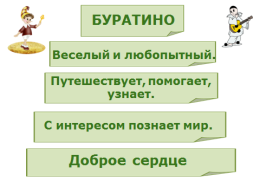 БУРАТИНО
Веселый и любопытный.
Путешествует, помогает,
узнает.
С интересом познает мир.
Доброе сердце